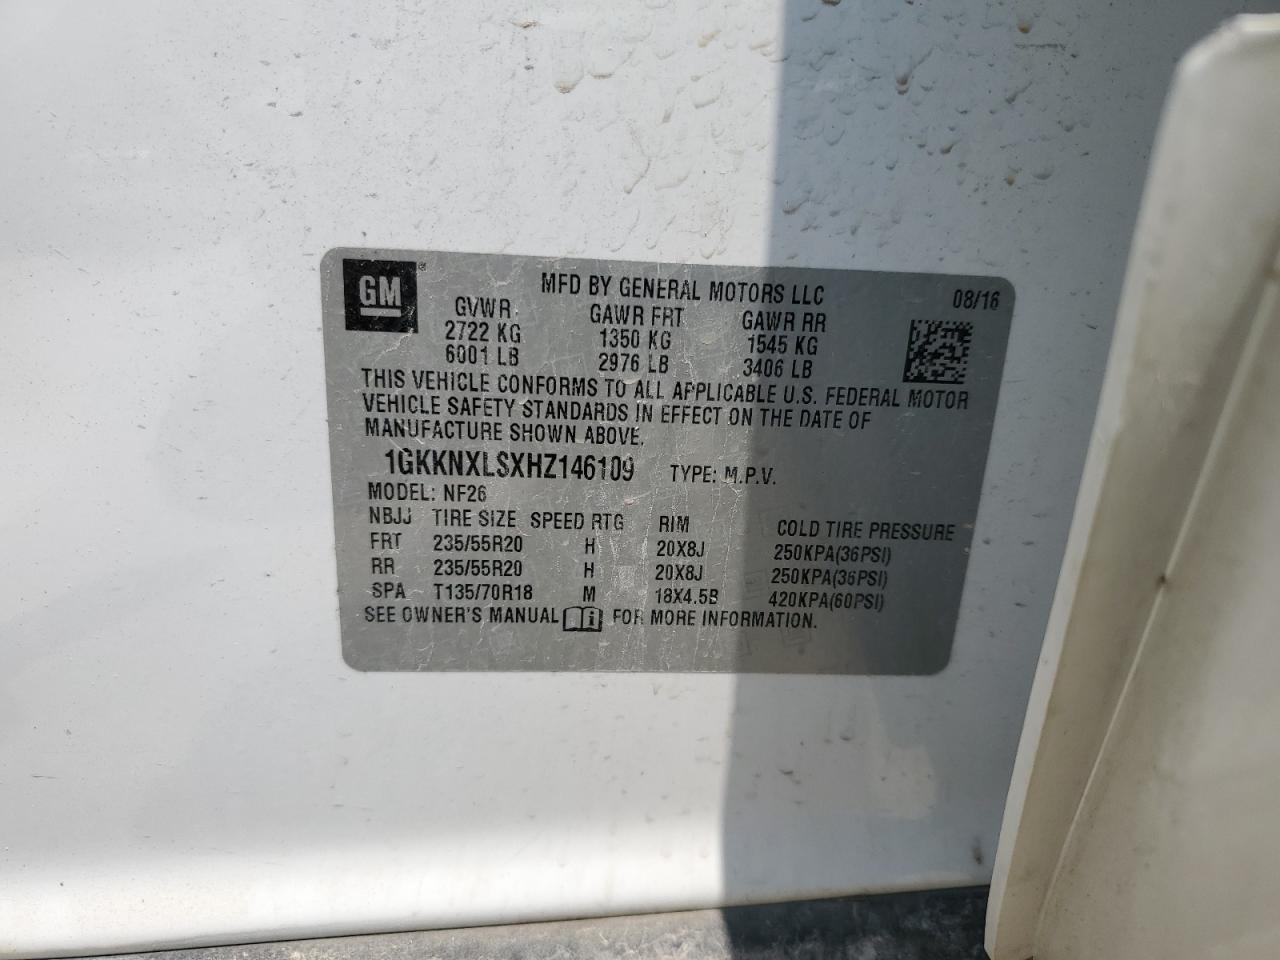 GM®
MFD BY GENERAL MOTORS LLC 08/16
GVWR GAWR FRT GAWR RR
2722 KG 1350 KG 1545 KG
6001 LB 2976 LB 3406 LB
THIS VEHICLE CONFORMS TO ALL APPLICABLE U.S. FEDERAL MOTOR
VEHICLE SAFETY STANDARDS IN EFFECT ON THE DATE OF
MANUFACTURE SHOWN ABOVE.
1GKKNXLSXHZ146109 TYPE: M.P.V.
MODEL: NF26
NBJJ TIRE SIZE SPEED RTG RIM COLD TIRE PRESSURE
FRT 235/55R20 H 20X8J 250KPA(36PSI)
RR 235/55R20 H 20X8J 250KPA(36PSI)
SPA T135/70R18 M 18X4.5B 420KPA(60PSI)
SEE OWNER'S MANUAL i FOR MORE INFORMATION.